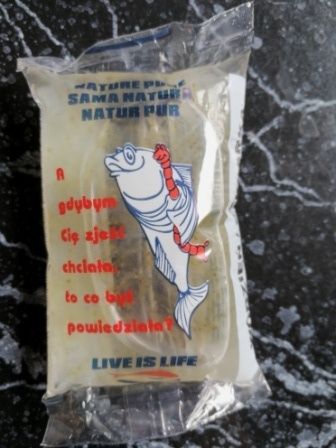 NATURE PURE
SAMA NATURA
NATUR PUR
A
gdybym
Cię zjeść
chciała,
to co byś
powiedziała?
LIVE IS LIFE